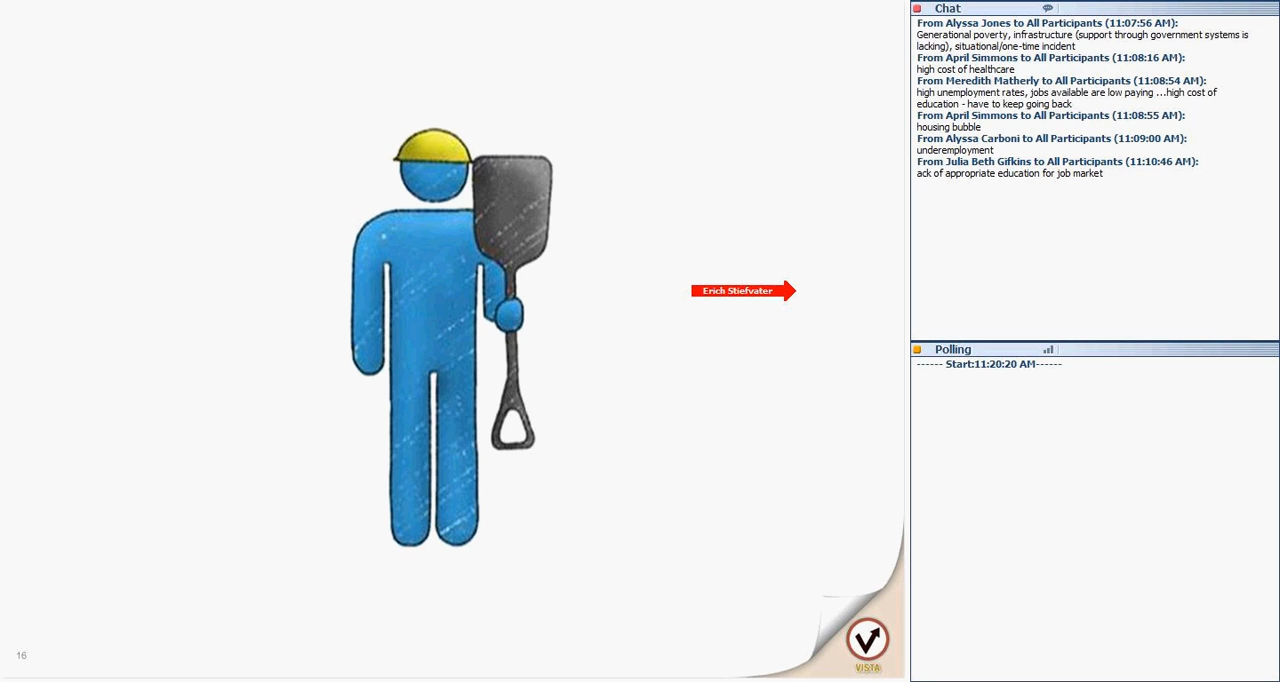 Erich Stiefvater
16
VISTA
Chat
From Alyssa Jones to All Participants (11:07:56 AM):
Generational poverty, infrastructure (support through government systems is
lacking), situational/one-time incident
From April Simmons to All Participants (11:08:16 AM):
high cost of healthcare
From Meredith Matherly to All Participants (11:08:54 AM):
high unemployment rates, jobs available are low paying ...high cost of
education - have to keep going back
From April Simmons to All Participants (11:08:55 AM):
housing bubble
From Alyssa Carboni to All Participants (11:09:00 AM):
underemployment
From Julia Beth Gifkins to All Participants (11:10:46 AM):
ack of appropriate education for job market
Polling
------ Start:11:20:20 AM------